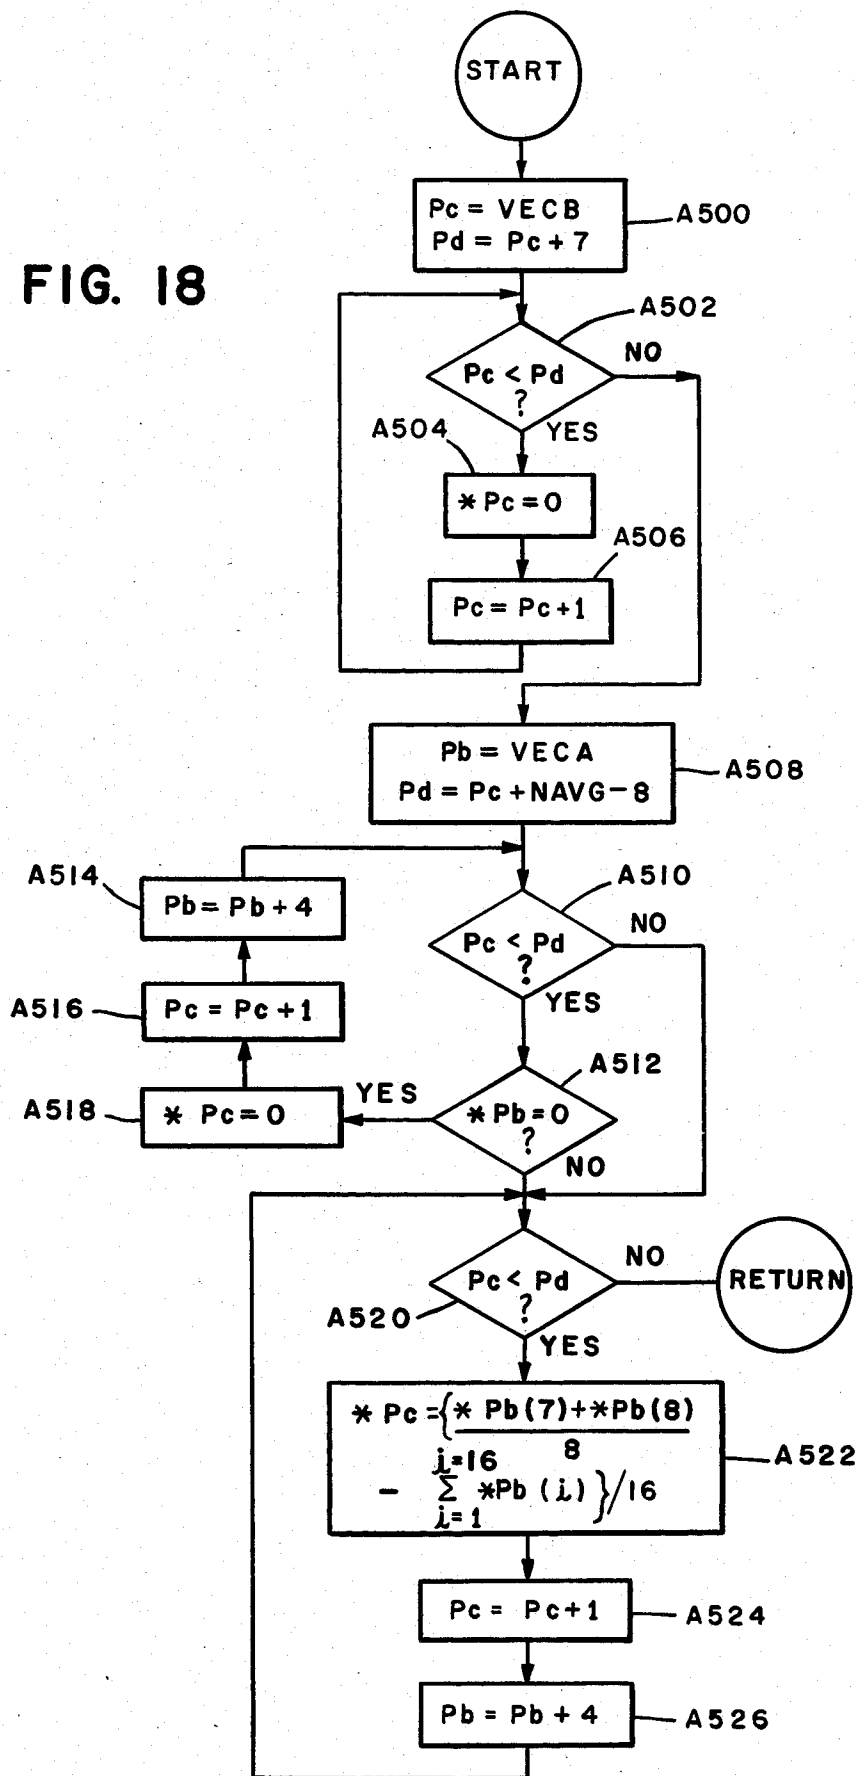 START
Pc = VECB
Pd = Pc + 7
A500
FIG. 18
A502
Pc < Pd
?
NO
YES
A504
* Pc = 0
A506
Pc = Pc + 1
Pb = VECA
Pd = Pc + NAVG - 8
A508
A514
Pb = Pb + 4
A510
Pc < Pd
?
NO
YES
A516
Pc = Pc + 1
A512
* Pb = 0
?
YES
NO
A518
* Pc = 0
Pc < Pd
?
NO
RETURN
A520
YES
* Pc = { * Pb (7) + * Pb (8)
8
i=16
- Σ * Pb (i) } / 16
i=1
A522
Pc = Pc + 1
A524
Pb = Pb + 4
A526